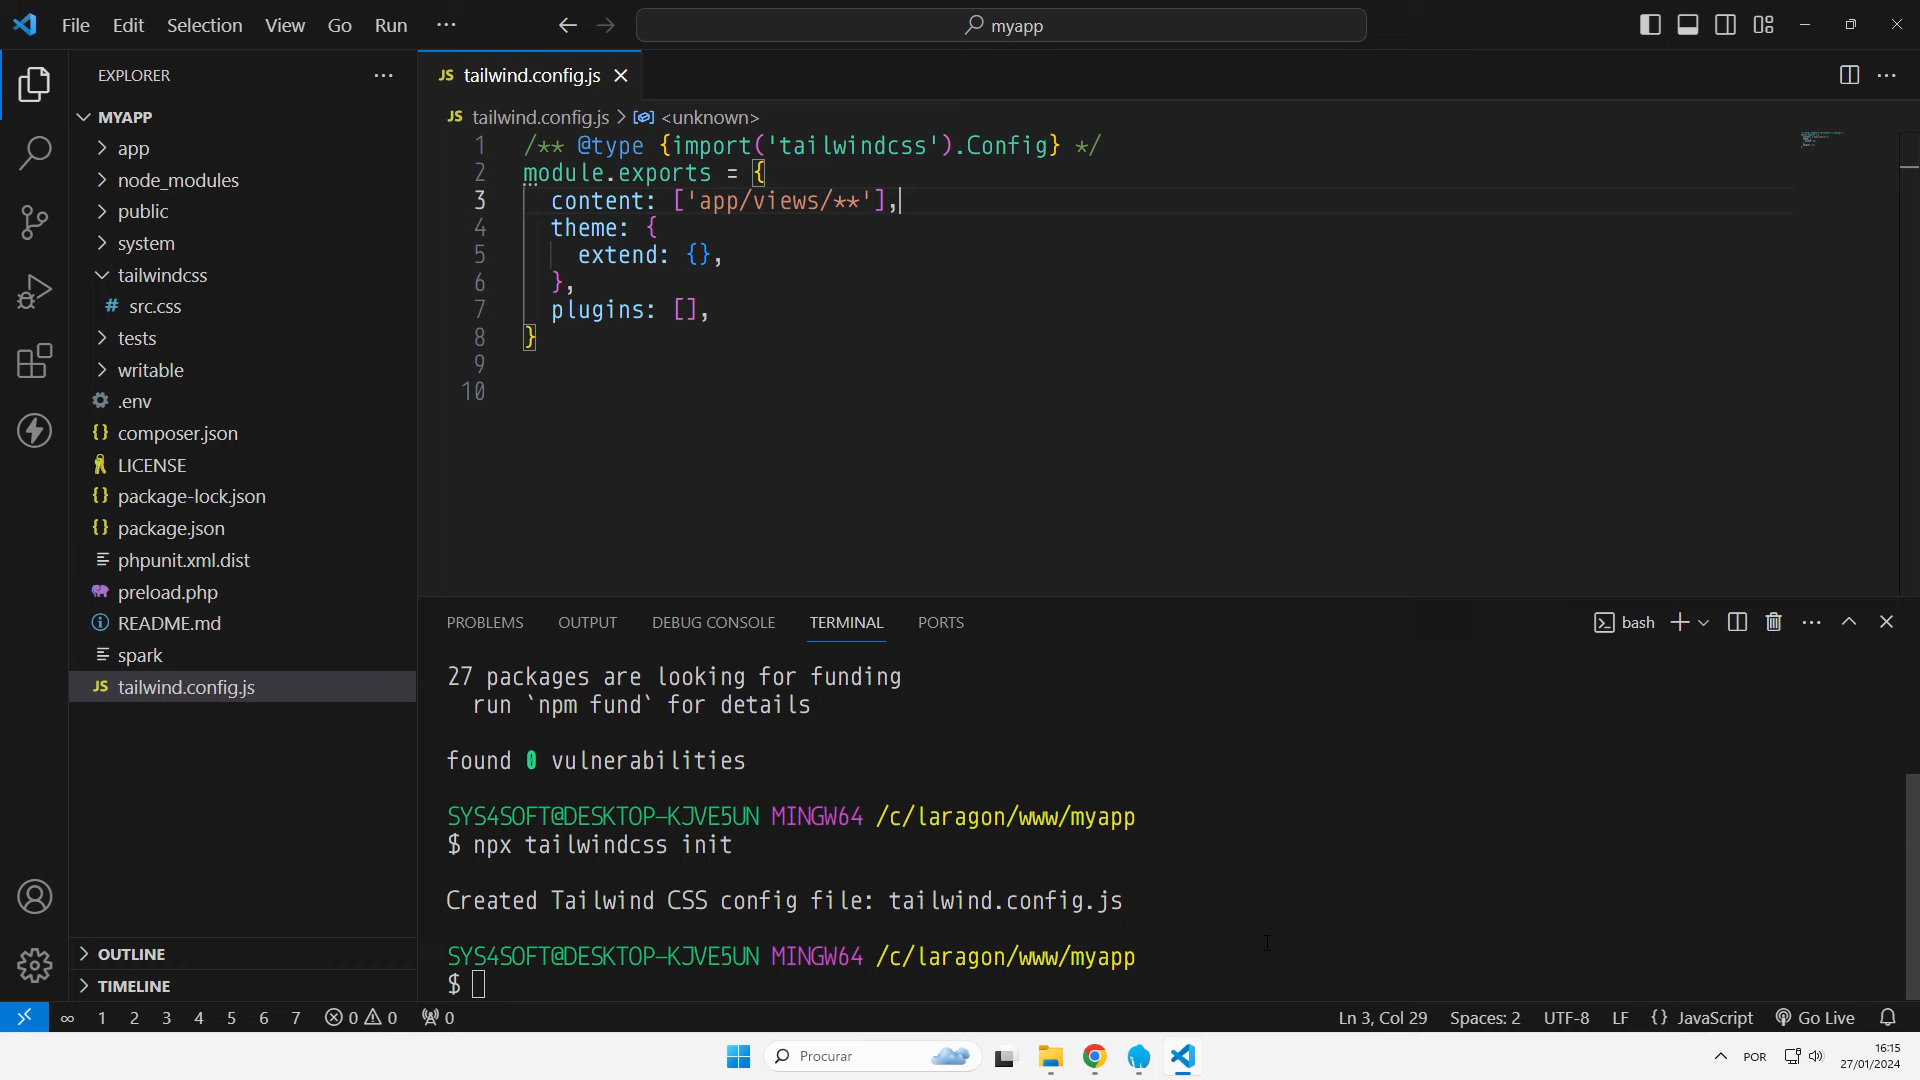 File Edit Selection View Go Run ··· myapp
EXPLORER ···
MYAPP
app
node_modules
public
system
tailwindcss
# src.css
tests
writable
.env
{} composer.json
LICENSE
{} package-lock.json
{} package.json
phpunit.xml.dist
preload.php
README.md
spark
JS tailwind.config.js
OUTLINE
TIMELINE
JS tailwind.config.js
JS tailwind.config.js > <unknown>
1 /** @type {import('tailwindcss').Config} */
2 module.exports = {
3 content: ['app/views/**'],
4 theme: {
5 extend: {},
6 },
7 plugins: [],
8 }
9
10
PROBLEMS OUTPUT DEBUG CONSOLE TERMINAL PORTS bash
27 packages are looking for funding
run `npm fund` for details
found 0 vulnerabilities
SYS4SOFT@DESKTOP-KJVE5UN MINGW64 /c/laragon/www/myapp
$ npx tailwindcss init
Created Tailwind CSS config file: tailwind.config.js
SYS4SOFT@DESKTOP-KJVE5UN MINGW64 /c/laragon/www/myapp
$
1 2 3 4 5 6 7 0 0 0 Ln 3, Col 29 Spaces: 2 UTF-8 LF {} JavaScript Go Live
Procurar POR 16:15
27/01/2024